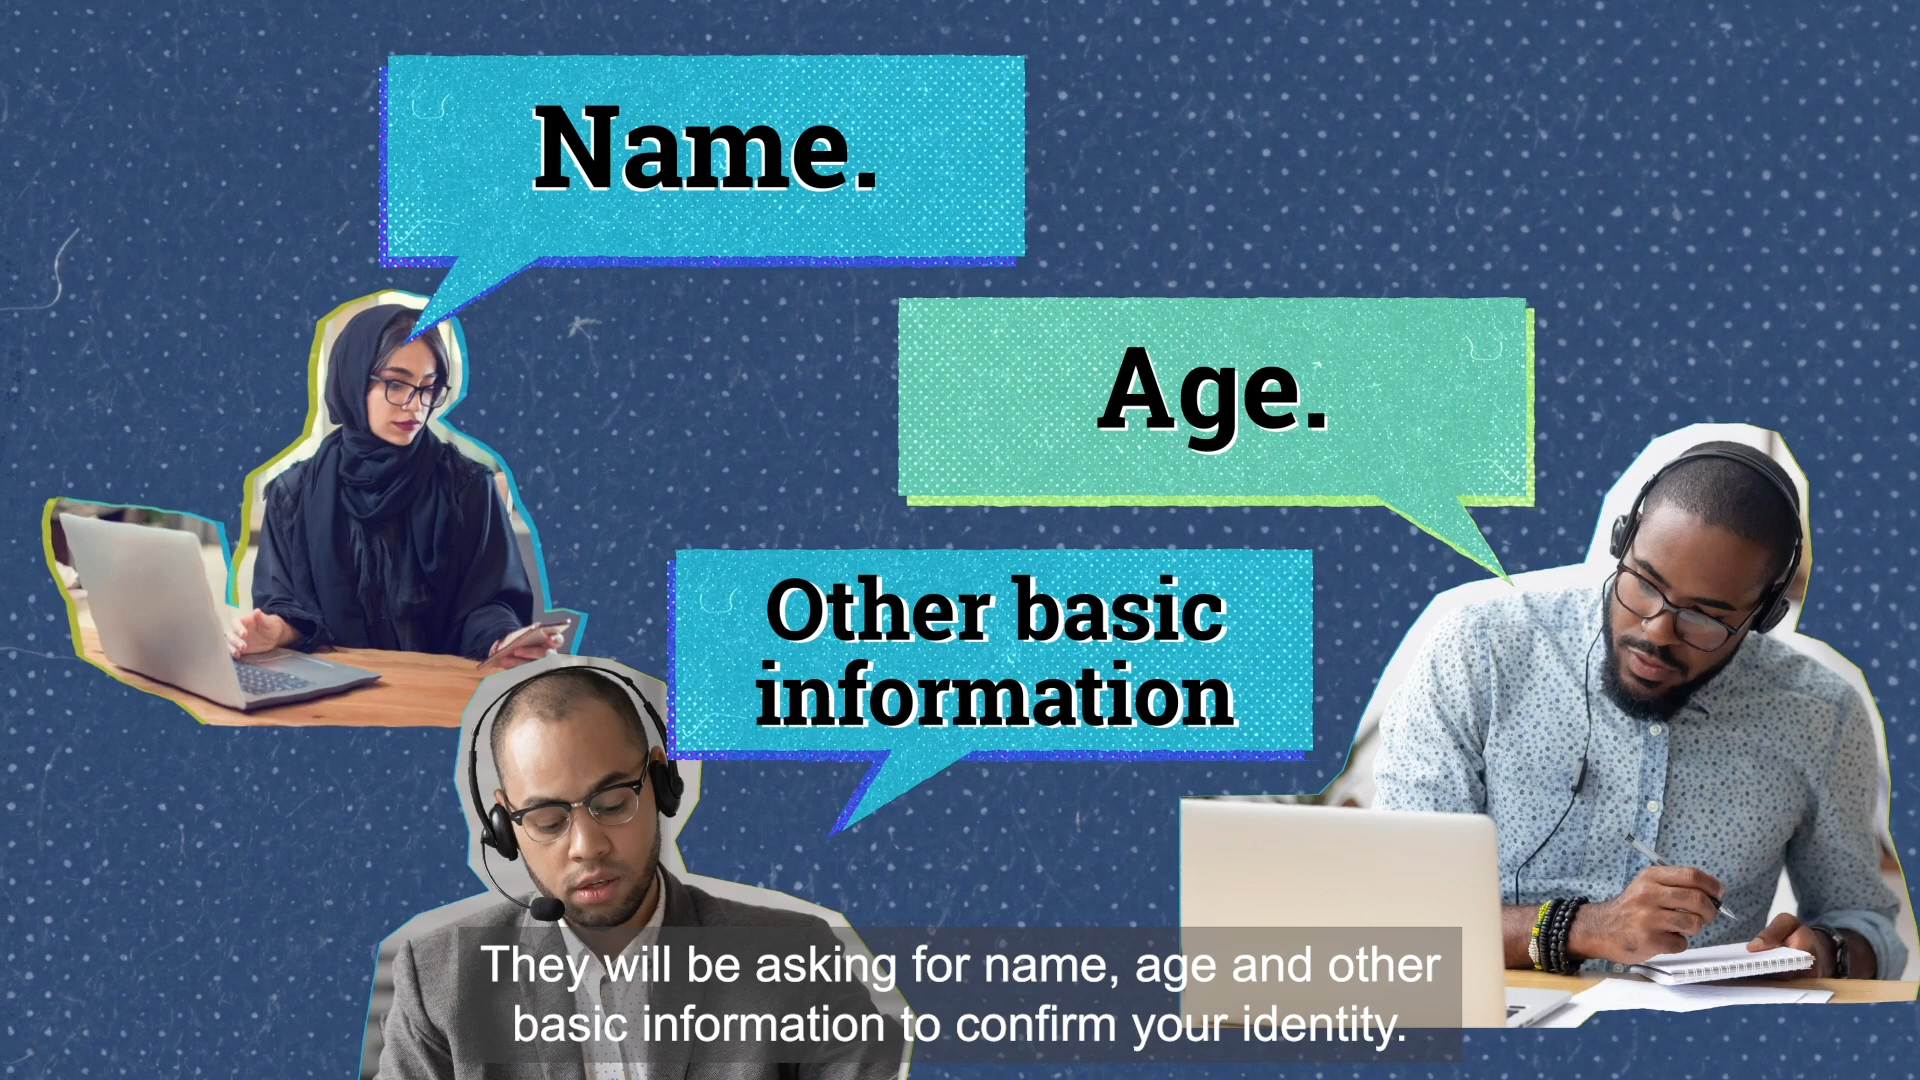 Name.
Age.
Other basic
information
They will be asking for name, age and other
basic information to confirm your identity.